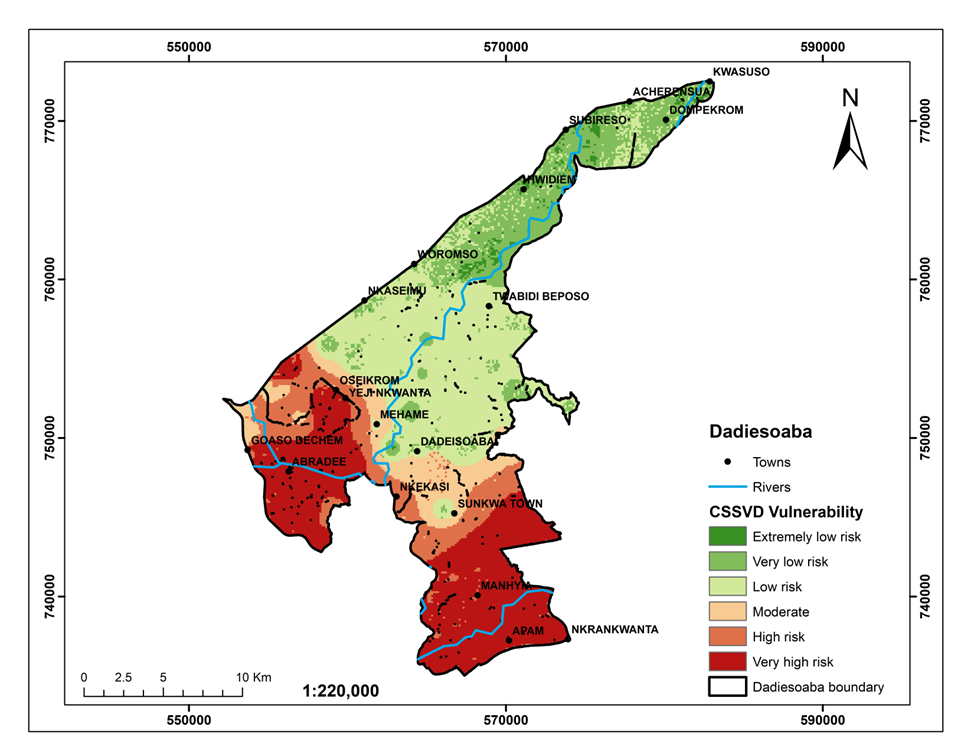 550000
570000
590000
KWASUSO
N
ACHERENSUA
DOMPEKROM
770000
770000
SUBIRESO
HWIDIEM
WOROMSO
760000
760000
NKASEIMU
TWABIDI BEPOSO
OSEIKROM
YEJI NKWANTA
MEHAME
750000
750000
GOASO DECHEM
DADEISOABA
ABRADEE
NKEKASI
SUNKWA TOWN
740000
740000
MANHYIA
APAM
NKRANKWANTA
Dadiesoaba
Towns
Rivers
CSSVD Vulnerability
Extremely low risk
Very low risk
Low risk
Moderate
High risk
Very high risk
Dadiesoaba boundary
0 2.5 5 10 Km
1:220,000
550000
570000
590000